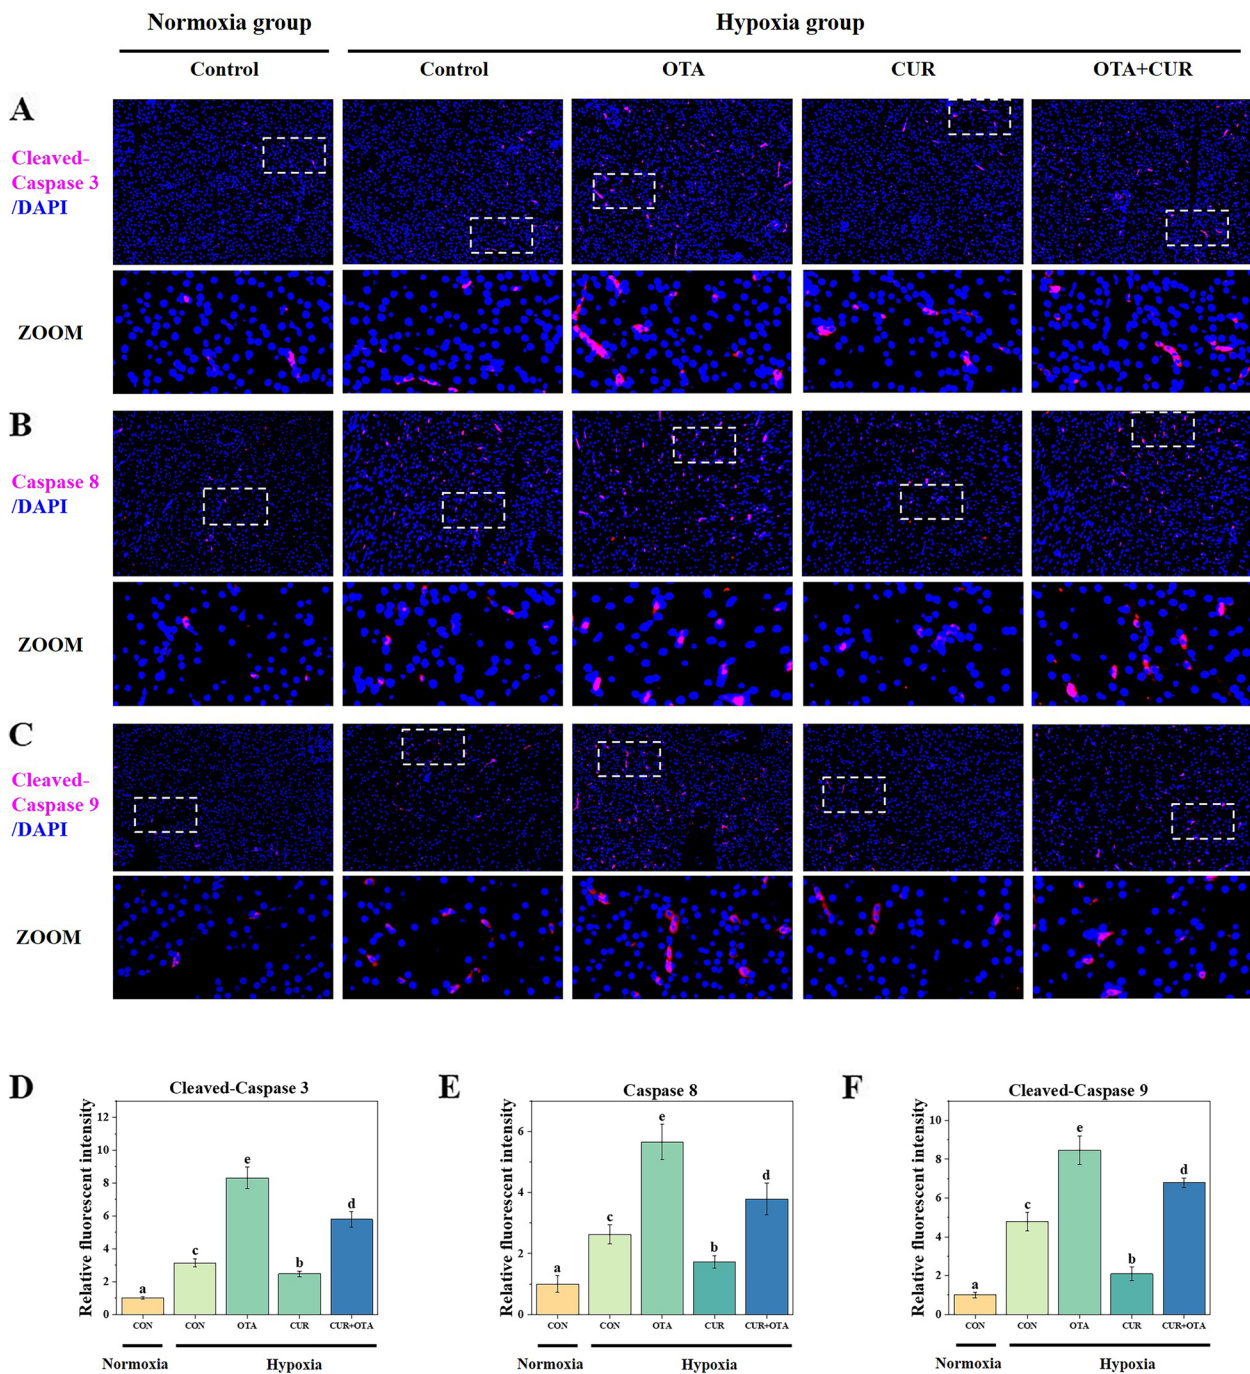 Normoxia group
Hypoxia group
Control
Control
OTA
CUR
OTA+CUR
A
Cleaved-
Caspase 3
/DAPI
ZOOM
B
Caspase 8
/DAPI
ZOOM
C
Cleaved-
Caspase 9
/DAPI
ZOOM
D
Cleaved-Caspase 3
Relative fluorescent intensity
12
10
8
6
4
2
0
a
c
e
b
d
CON
CON
OTA
CUR
CUR+OTA
Normoxia
Hypoxia
E
Caspase 8
Relative fluorescent intensity
6
4
2
0
a
c
e
b
d
CON
CON
OTA
CUR
CUR+OTA
Normoxia
Hypoxia
F
Cleaved-Caspase 9
Relative fluorescent intensity
10
8
6
4
2
0
a
c
e
b
d
CON
CON
OTA
CUR
CUR+OTA
Normoxia
Hypoxia